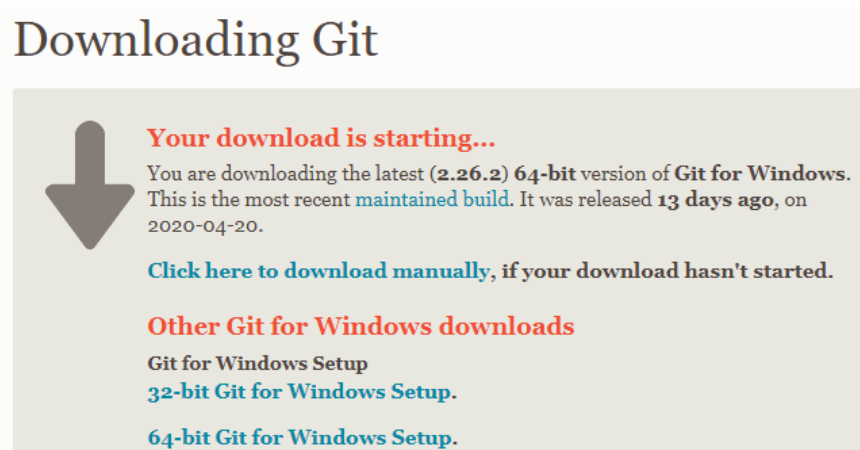 Downloading Git
Your download is starting...
You are downloading the latest (2.26.2) 64-bit version of Git for Windows.
This is the most recent maintained build. It was released 13 days ago, on
2020-04-20.
Click here to download manually, if your download hasn't started.
Other Git for Windows downloads
Git for Windows Setup
32-bit Git for Windows Setup.
64-bit Git for Windows Setup.